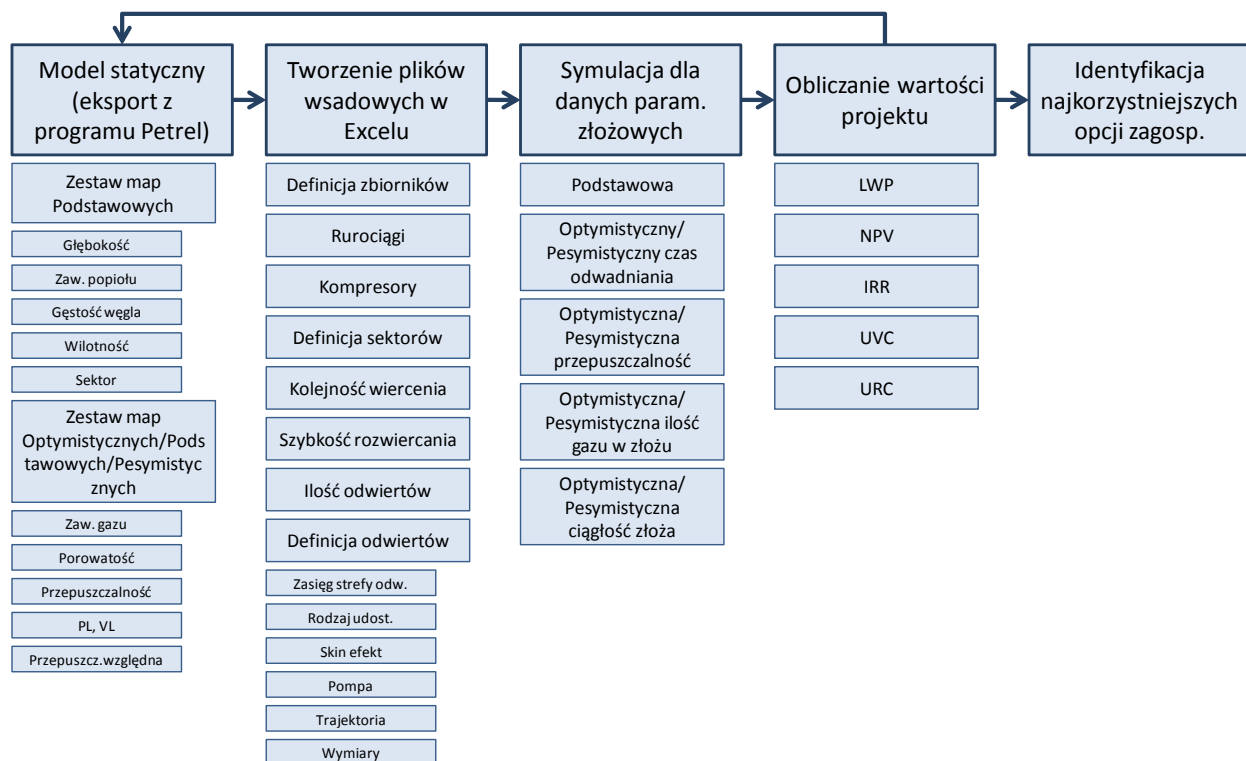 Model statyczny
(eksport z
programu Petrel)
Zestaw map
Podstawowych
Głębokość
Zaw. popiołu
Gęstość węgla
Wilotność
Sektor
Zestaw map
Optymistycznych/Pods
tawowych/Pesymistyc
znych
Zaw. gazu
Porowatość
Przepuszczalność
PL, VL
Przepuszcz.względna
Tworzenie plików
wsadowych w
Excelu
Definicja zbiorników
Rurociągi
Kompresory
Definicja sektorów
Kolejność wiercenia
Szybkość rozwiercania
Ilość odwiertów
Definicja odwiertów
Zasięg strefy odw.
Rodzaj udost.
Skin efekt
Pompa
Trajektoria
Wymiary
Symulacja dla
danych param.
złożowych
Podstawowa
Optymistyczny/
Pesymistyczny czas
odwadniania
Optymistyczna/
Pesymistyczna
przepuszczalność
Optymistyczna/
Pesymistyczna ilość
gazu w złożu
Optymistyczna/
Pesymistyczna
ciągłość złoża
Obliczanie wartości
projektu
LWP
NPV
IRR
UVC
URC
Identyfikacja
najkorzystniejszych
opcji zagosp.